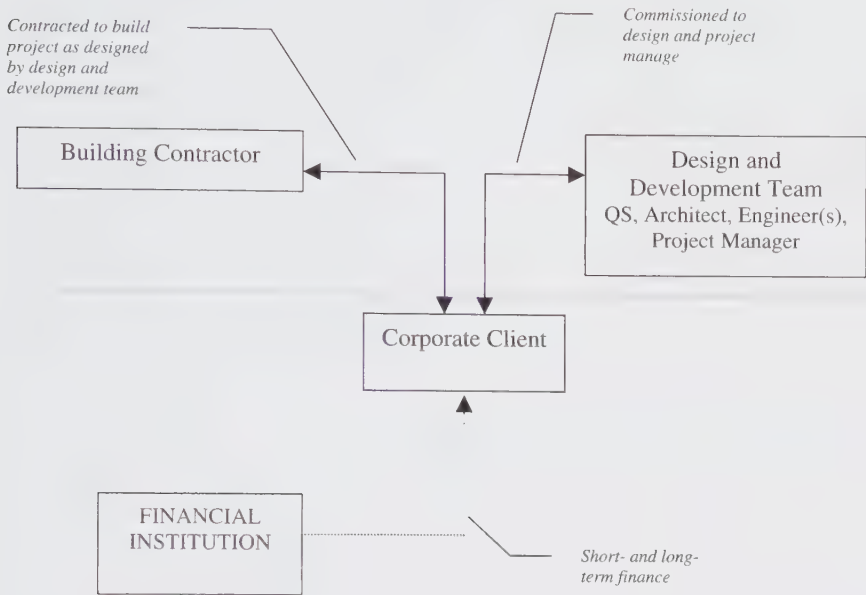 Contracted to build
project as designed
by design and
development team
Commissioned to
design and project
manage
Building Contractor
Design and
Development Team
QS, Architect, Engineer(s),
Project Manager
Corporate Client
FINANCIAL
INSTITUTION
Short- and long-
term finance